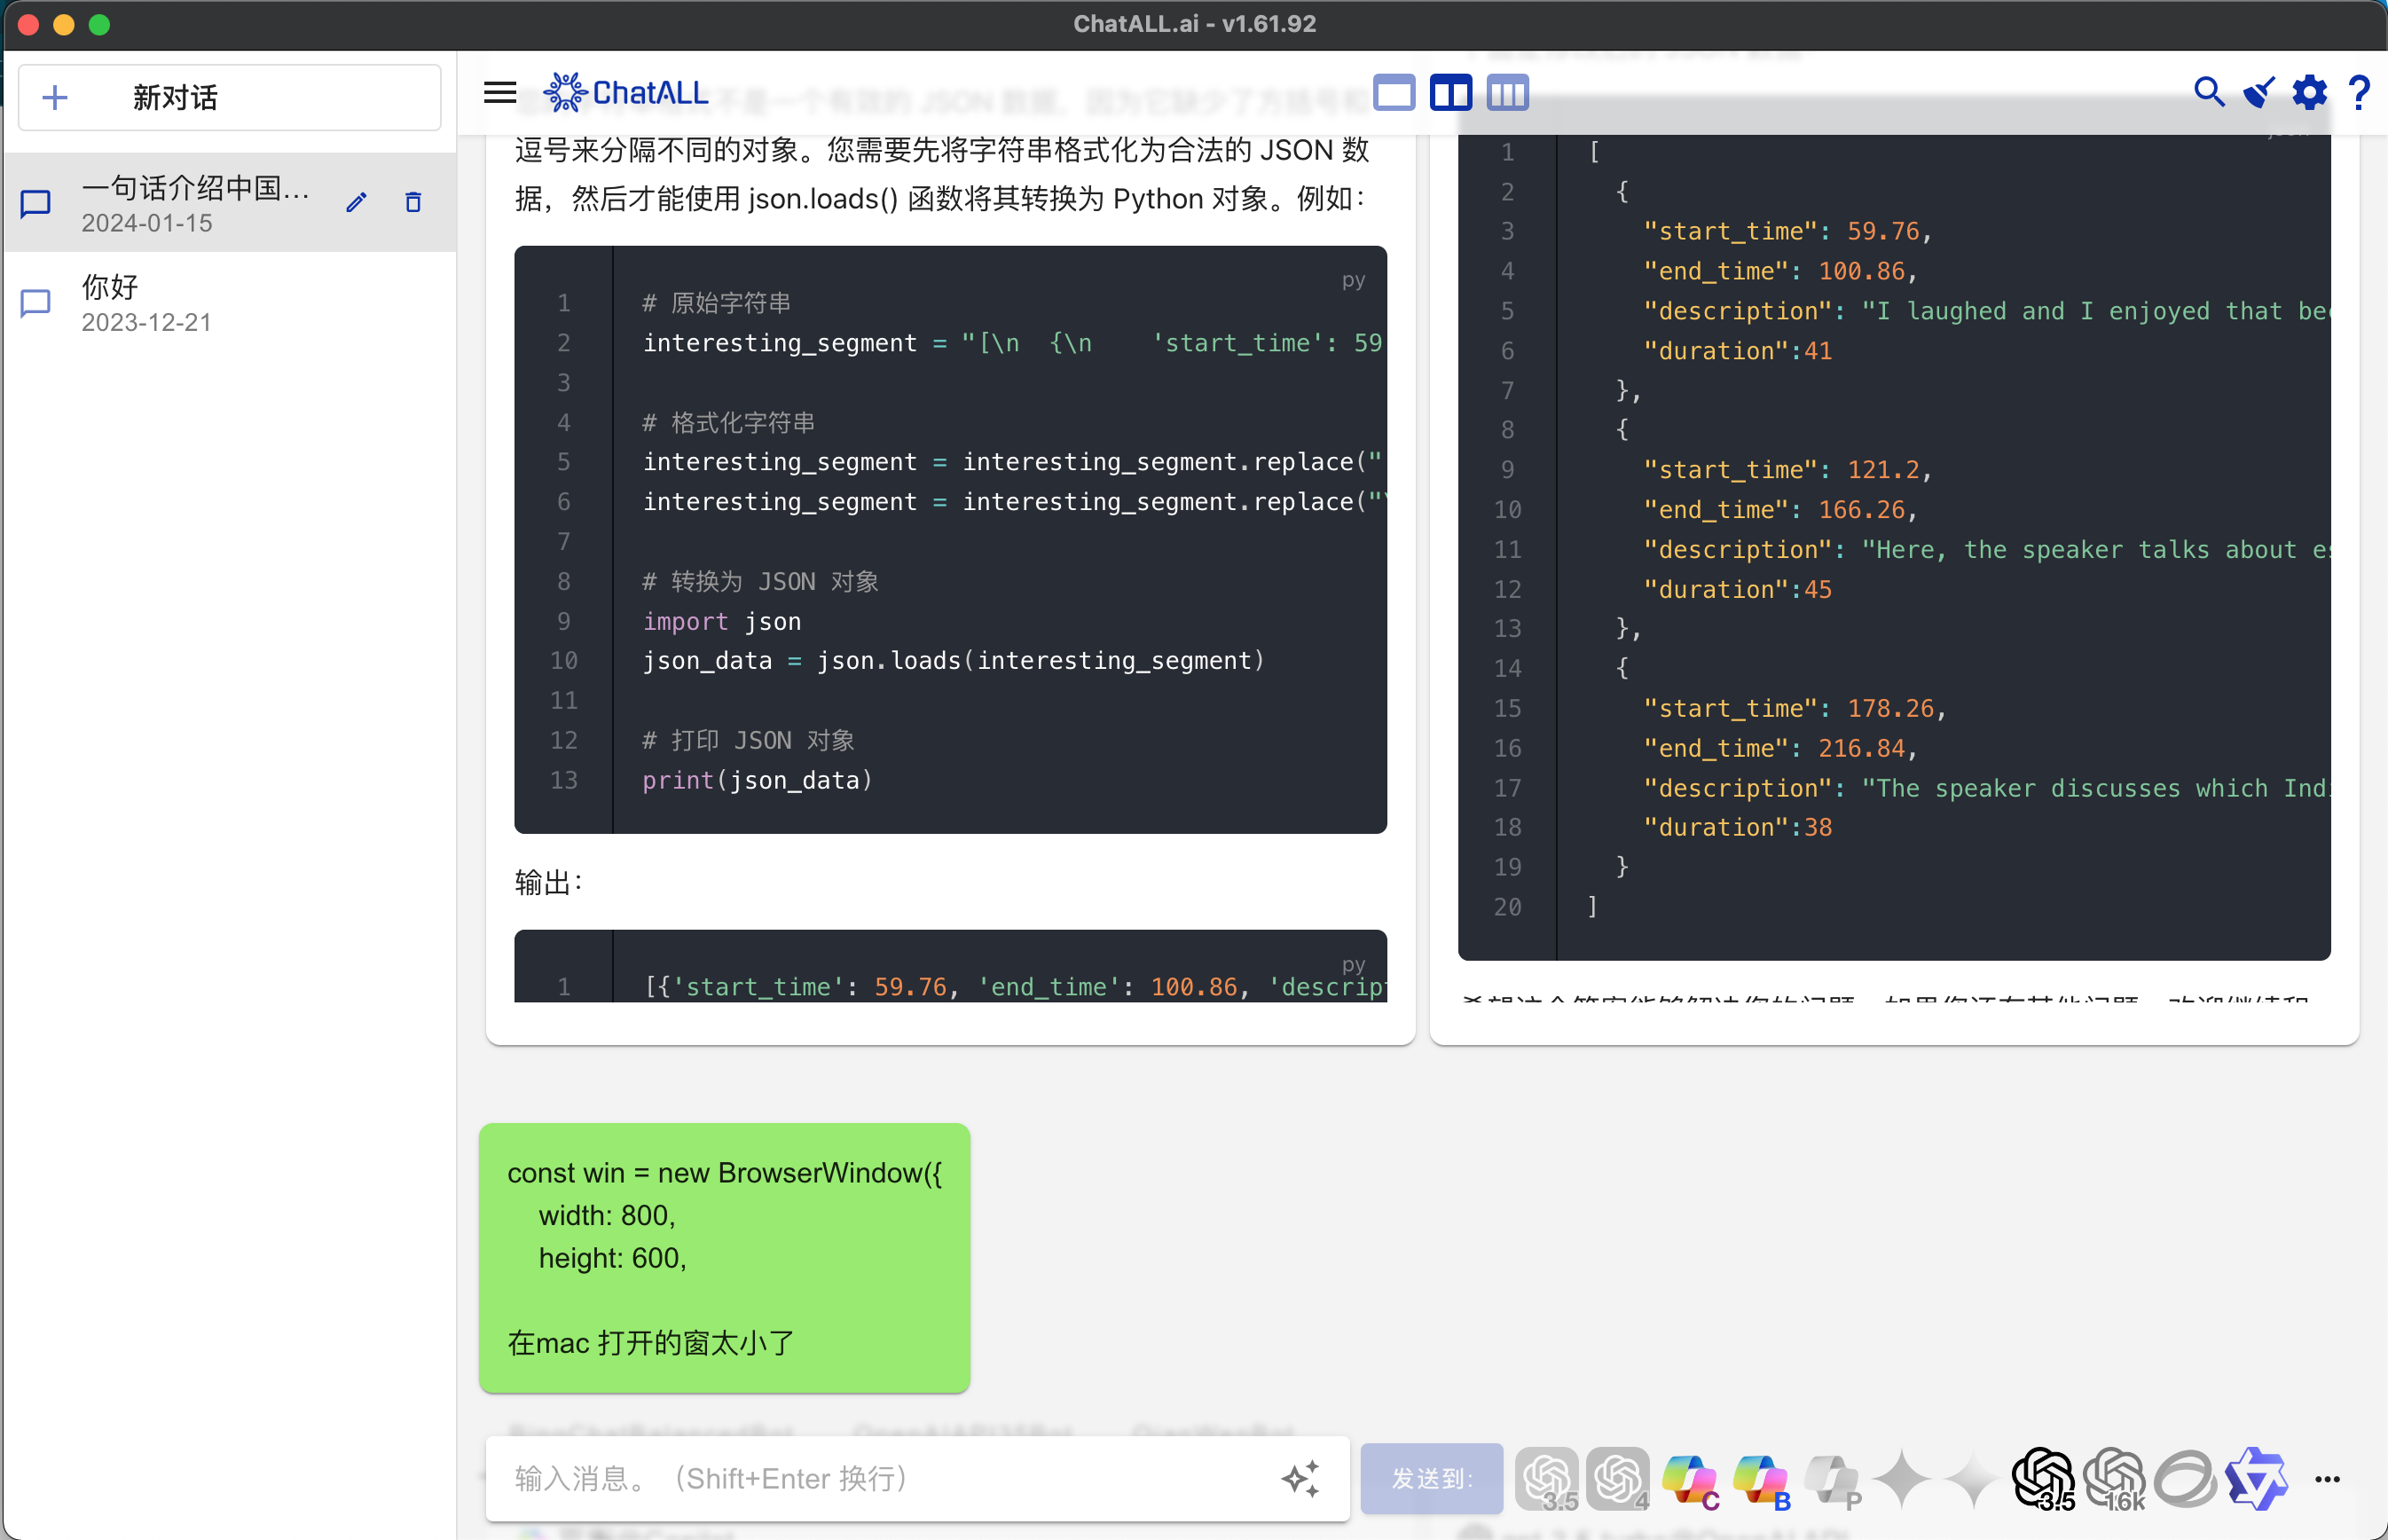 ChatALL.ai - v1.61.92
新对话
一句话介绍中国...
2024-01-15
你好
2023-12-21
ChatALL
逗号来分隔不同的对象。您需要先将字符串格式化为合法的 JSON 数
据，然后才能使用 json.loads() 函数将其转换为 Python 对象。例如：
py
1 # 原始字符串
2 interesting_segment = "[\n  {\n    'start_time': 59
3
4 # 格式化字符串
5 interesting_segment = interesting_segment.replace("
6 interesting_segment = interesting_segment.replace("\
7
8 # 转换为 JSON 对象
9 import json
10 json_data = json.loads(interesting_segment)
11
12 # 打印 JSON 对象
13 print(json_data)
输出：
py
1 [{'start_time': 59.76, 'end_time': 100.86, 'descrip
json
1 [
2   {
3     "start_time": 59.76,
4     "end_time": 100.86,
5     "description": "I laughed and I enjoyed that be
6     "duration":41
7   },
8   {
9     "start_time": 121.2,
10     "end_time": 166.26,
11     "description": "Here, the speaker talks about e
12     "duration":45
13   },
14   {
15     "start_time": 178.26,
16     "end_time": 216.84,
17     "description": "The speaker discusses which Ind
18     "duration":38
19   }
20 ]
const win = new BrowserWindow({
width: 800,
height: 600,
在mac 打开的窗太小了
输入消息。（Shift+Enter 换行）
发送到:
3.5
4
C
B
P
3.5
16k